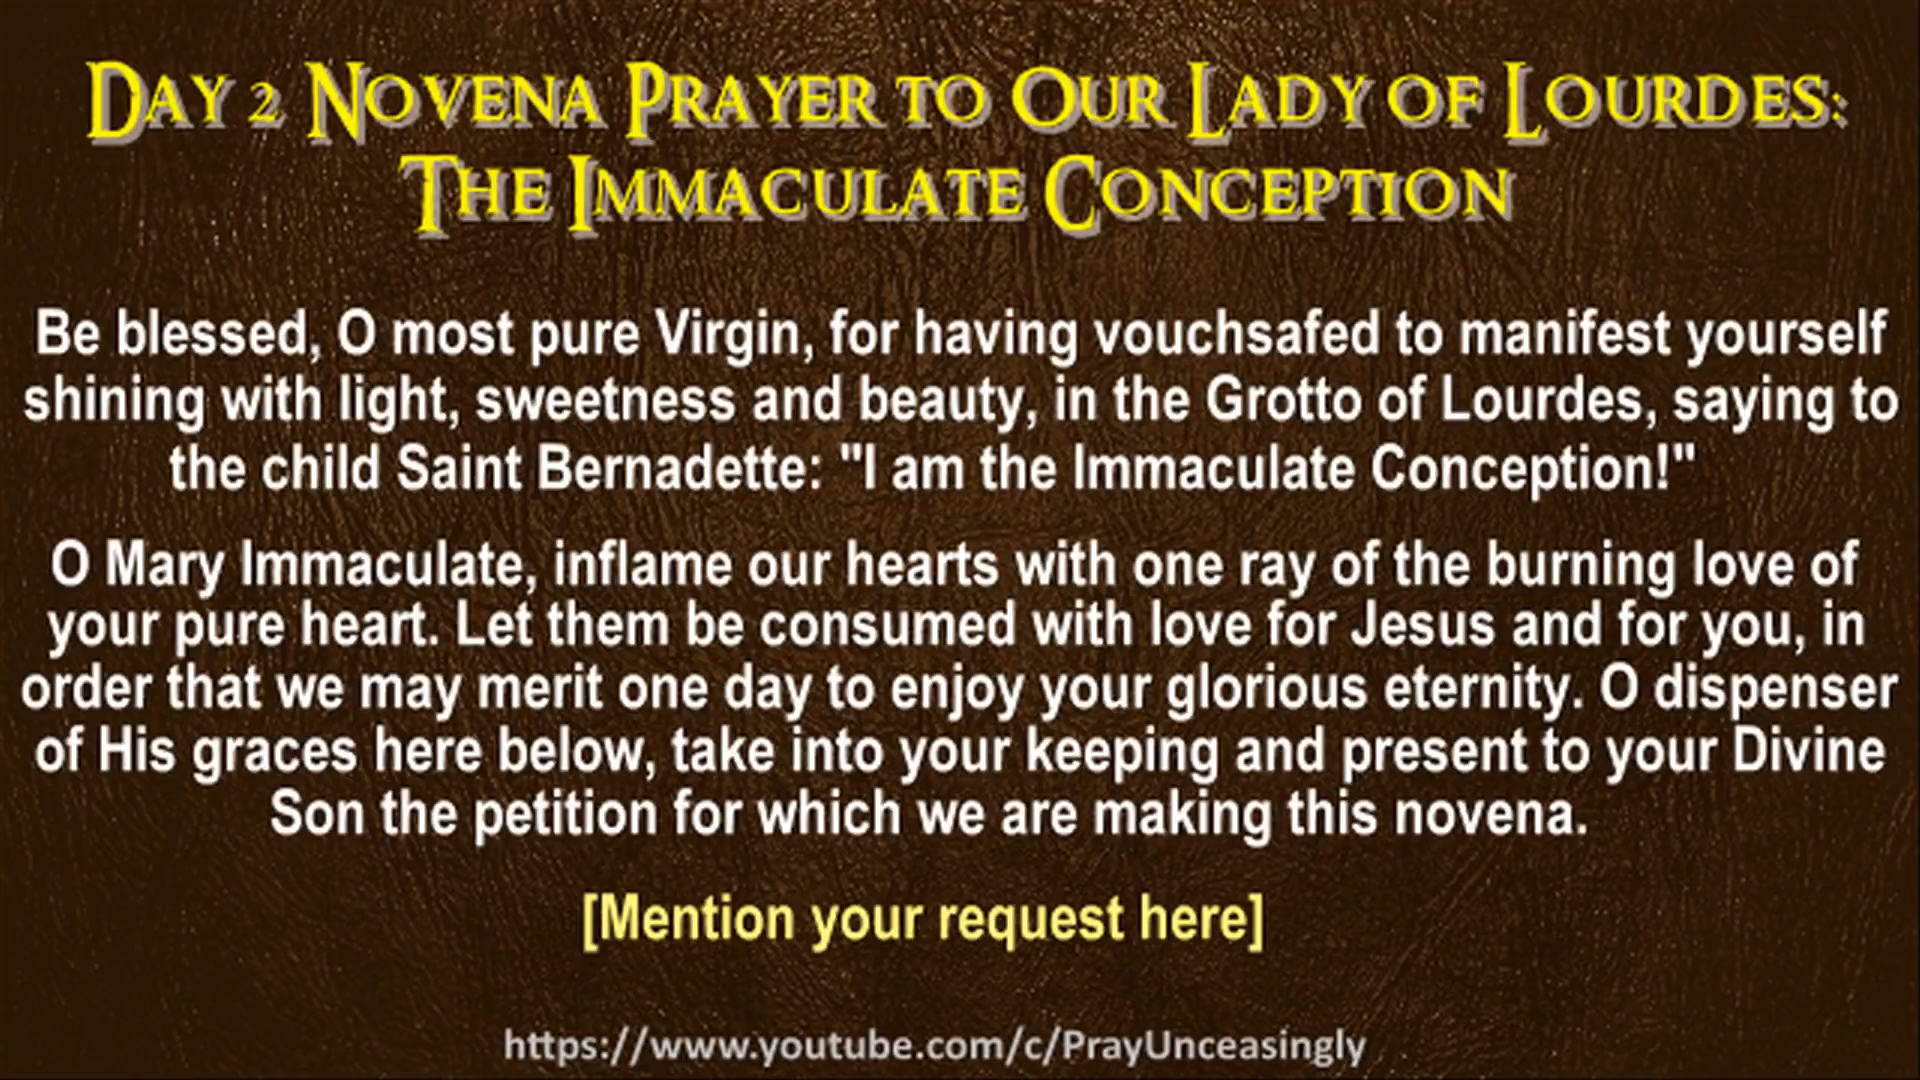 Day 2 Novena Prayer to Our Lady of Lourdes:
The Immaculate Conception
Be blessed, O most pure Virgin, for having vouchsafed to manifest yourself
shining with light, sweetness and beauty, in the Grotto of Lourdes, saying to
the child Saint Bernadette: "I am the Immaculate Conception!"
O Mary Immaculate, inflame our hearts with one ray of the burning love of
your pure heart. Let them be consumed with love for Jesus and for you, in
order that we may merit one day to enjoy your glorious eternity. O dispenser
of His graces here below, take into your keeping and present to your Divine
Son the petition for which we are making this novena.
[Mention your request here]
https://www.youtube.com/c/PrayUnceasingly